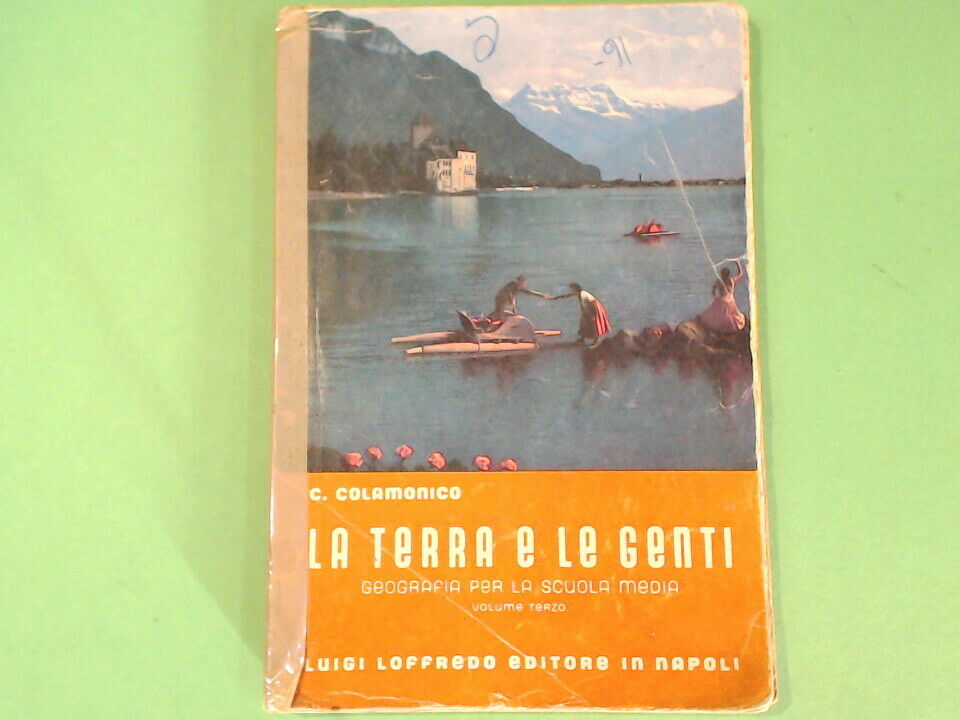 C. COLAMONICO
LA TERRA E LE GENTI
GEOGRAFIA PER LA SCUOLA MEDIA
VOLUME TERZO
LUIGI LOFFREDO EDITORE IN NAPOLI